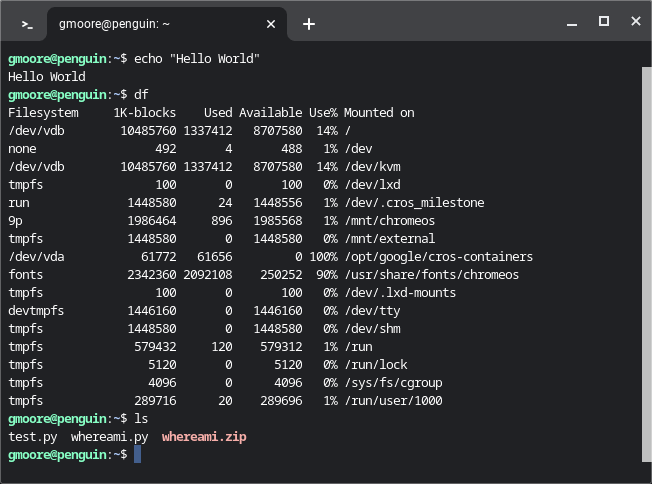 gmoore@penguin: ~
gmoore@penguin:~$ echo "Hello World"
Hello World
gmoore@penguin:~$ df
Filesystem     1K-blocks    Used Available Use% Mounted on
/dev/vdb        10485760 1337412   8707580  14% /
none                 492       4       488   1% /dev
/dev/vdb        10485760 1337412   8707580  14% /dev/kvm
tmpfs                100       0       100   0% /dev/lxd
run              1448580      24   1448556   1% /dev/.cros_milestone
9p               1986464     896   1985568   1% /mnt/chromeos
tmpfs            1448580       0   1448580   0% /mnt/external
/dev/vda           61772   61656         0 100% /opt/google/cros-containers
fonts            2342360 2092108    250252  90% /usr/share/fonts/chromeos
tmpfs                100       0       100   0% /dev/.lxd-mounts
devtmpfs         1446160       0   1446160   0% /dev/tty
tmpfs            1448580       0   1448580   0% /dev/shm
tmpfs             579432     120    579312   1% /run
tmpfs               5120       0      5120   0% /run/lock
tmpfs               4096       0      4096   0% /sys/fs/cgroup
tmpfs             289716      20    289696   1% /run/user/1000
gmoore@penguin:~$ ls
test.py  whereami.py  whereami.zip
gmoore@penguin:~$